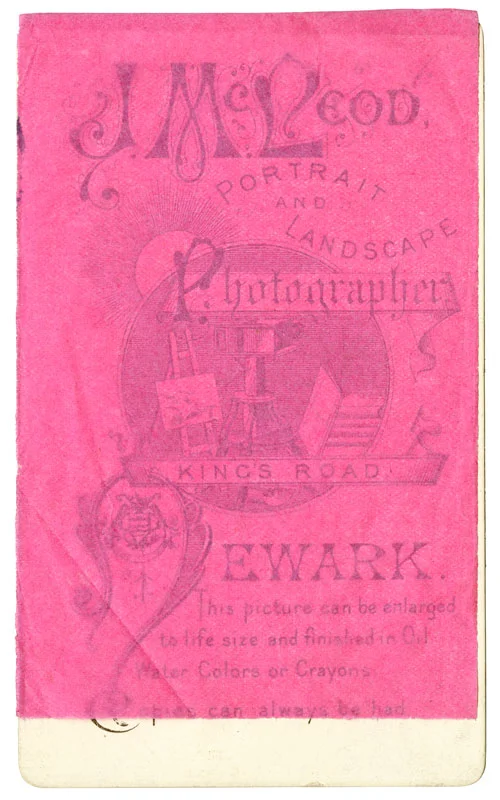 J. McLeod,
PORTRAIT
AND
LANDSCAPE
Photographer
KING'S ROAD.
NEWARK.
This picture can be enlarged
to life size and finished in Oil
Water Colors or Crayons.
Copies can always be had